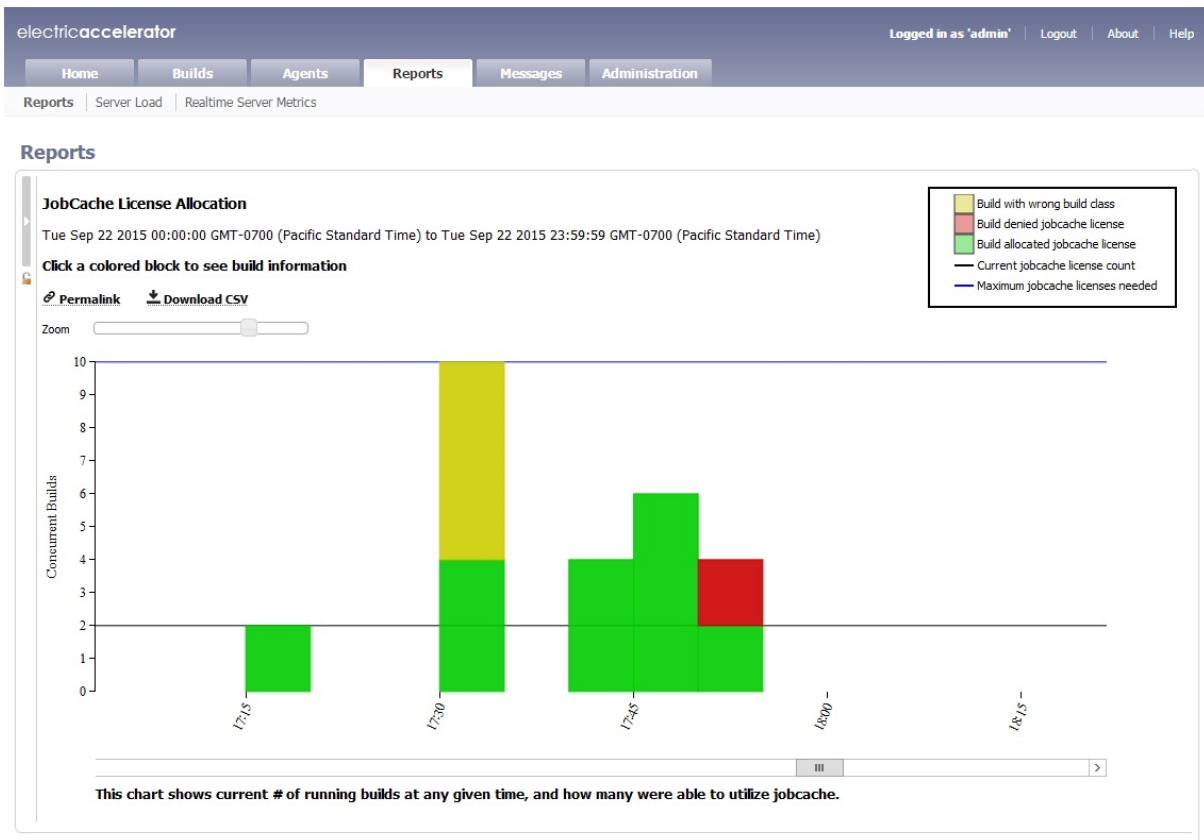 electricaccelerator
Logged in as 'admin' | Logout | About | Help
Home Builds Agents Reports Messages Administration
Reports | Server Load | Realtime Server Metrics
Reports
JobCache License Allocation
Tue Sep 22 2015 00:00:00 GMT-0700 (Pacific Standard Time) to Tue Sep 22 2015 23:59:59 GMT-0700 (Pacific Standard Time)
Click a colored block to see build information
Permalink Download CSV
Zoom
Build with wrong build class
Build denied jobcache license
Build allocated jobcache license
Current jobcache license count
Maximum jobcache licenses needed
10
9
8
7
6
5
4
3
2
1
0
Concurrent Builds
17:15 17:30 17:45 18:00 18:15
This chart shows current # of running builds at any given time, and how many were able to utilize jobcache.